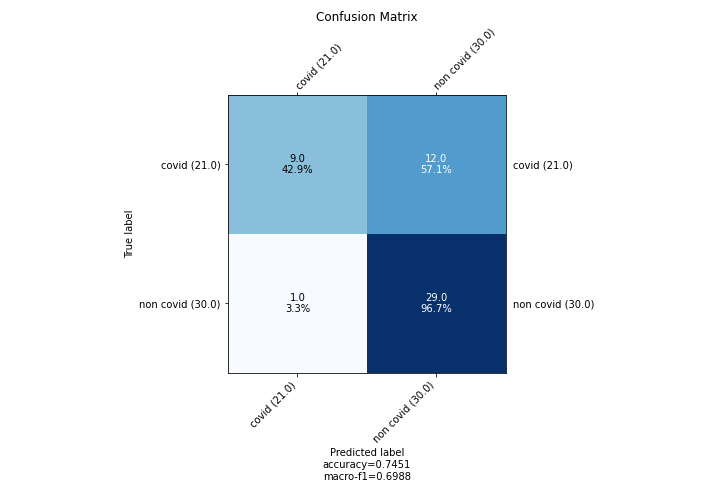 Confusion Matrix
covid (21.0)
non covid (30.0)
covid (21.0)
9.0
42.9%
12.0
57.1%
covid (21.0)
True label
non covid (30.0)
1.0
3.3%
29.0
96.7%
non covid (30.0)
covid (21.0)
non covid (30.0)
Predicted label
accuracy=0.7451
macro-f1=0.6988